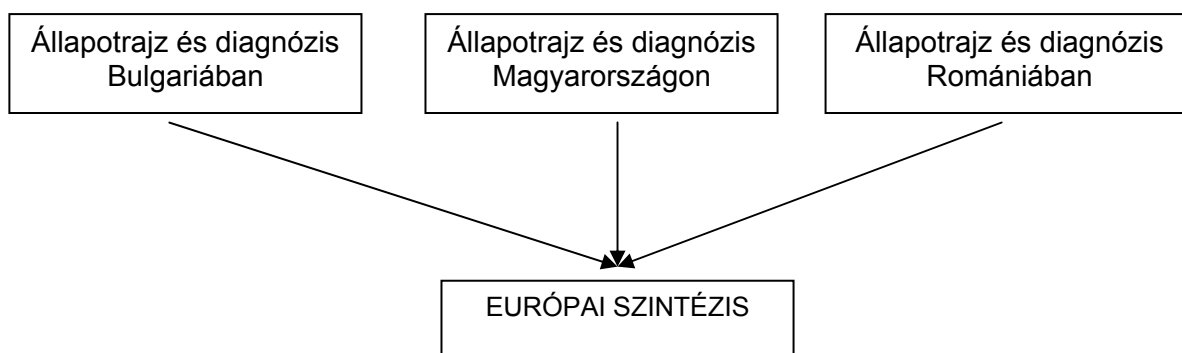 Állapotrajz és diagnózis
Bulgariában
Állapotrajz és diagnózis
Magyarországon
Állapotrajz és diagnózis
Romániában
EURÓPAI SZINTÉZIS